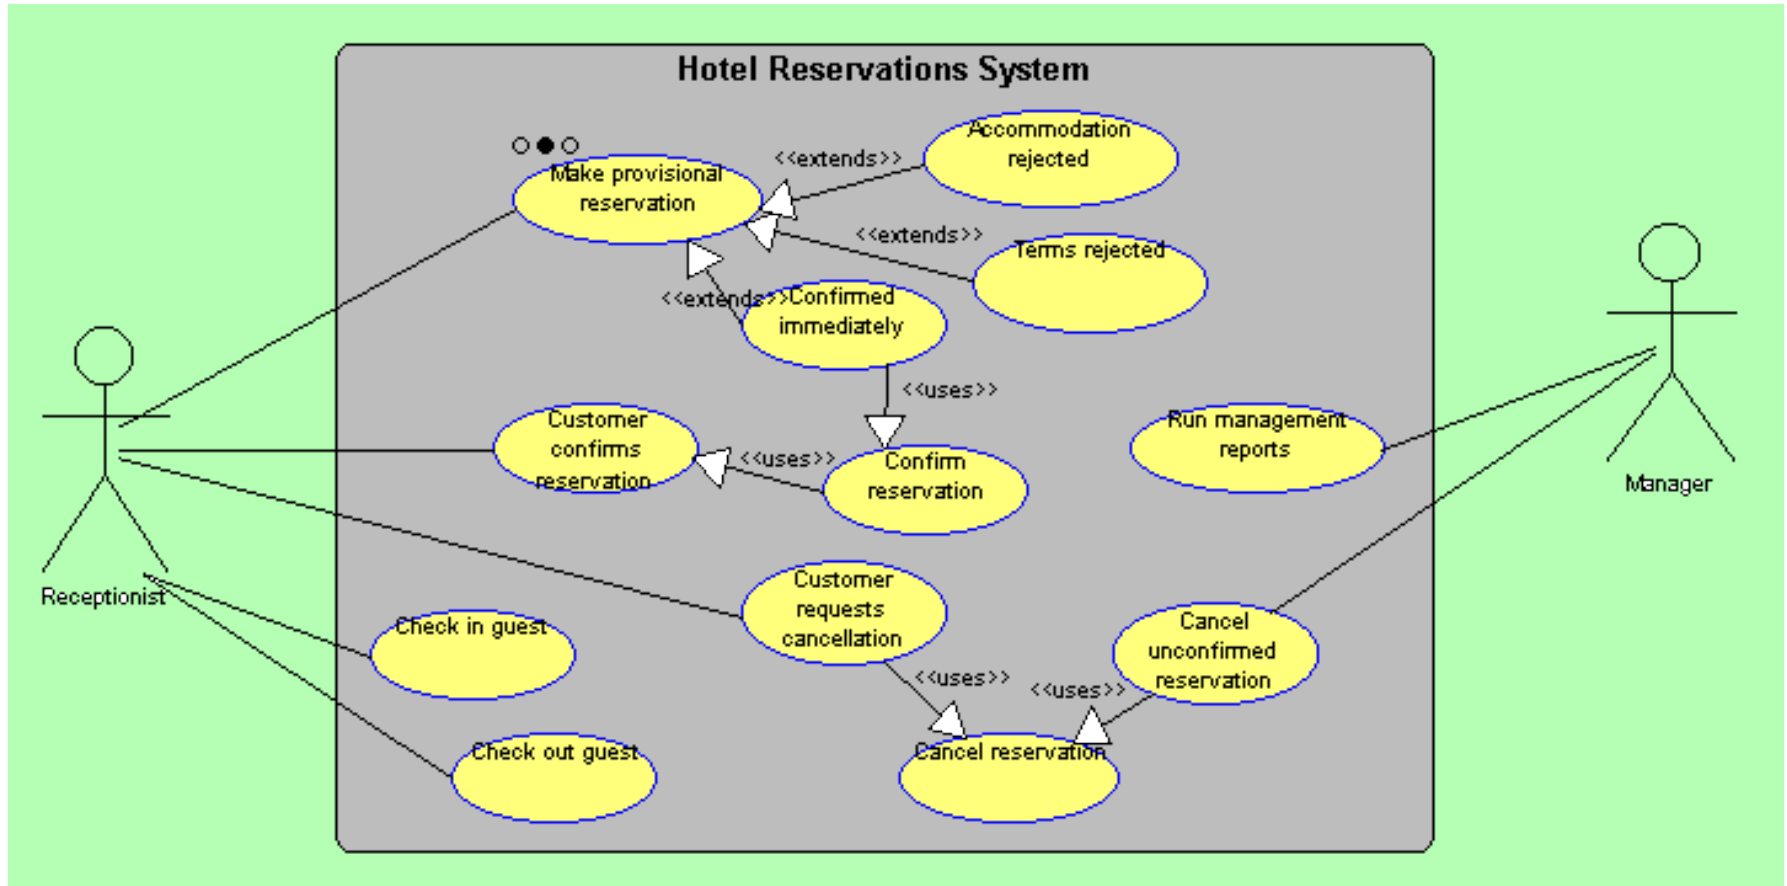 Hotel Reservations System
Accommodation
rejected
<<extends>>
Make provisional
reservation
<<extends>>
Terms rejected
<<extends>>
Confirmed
immediately
<<uses>>
Customer
confirms
reservation
<<uses>>
Confirm
reservation
Run management
reports
Manager
Receptionist
Customer
requests
cancellation
Check in guest
Cancel
unconfirmed
reservation
<<uses>>
<<uses>>
Check out guest
Cancel reservation